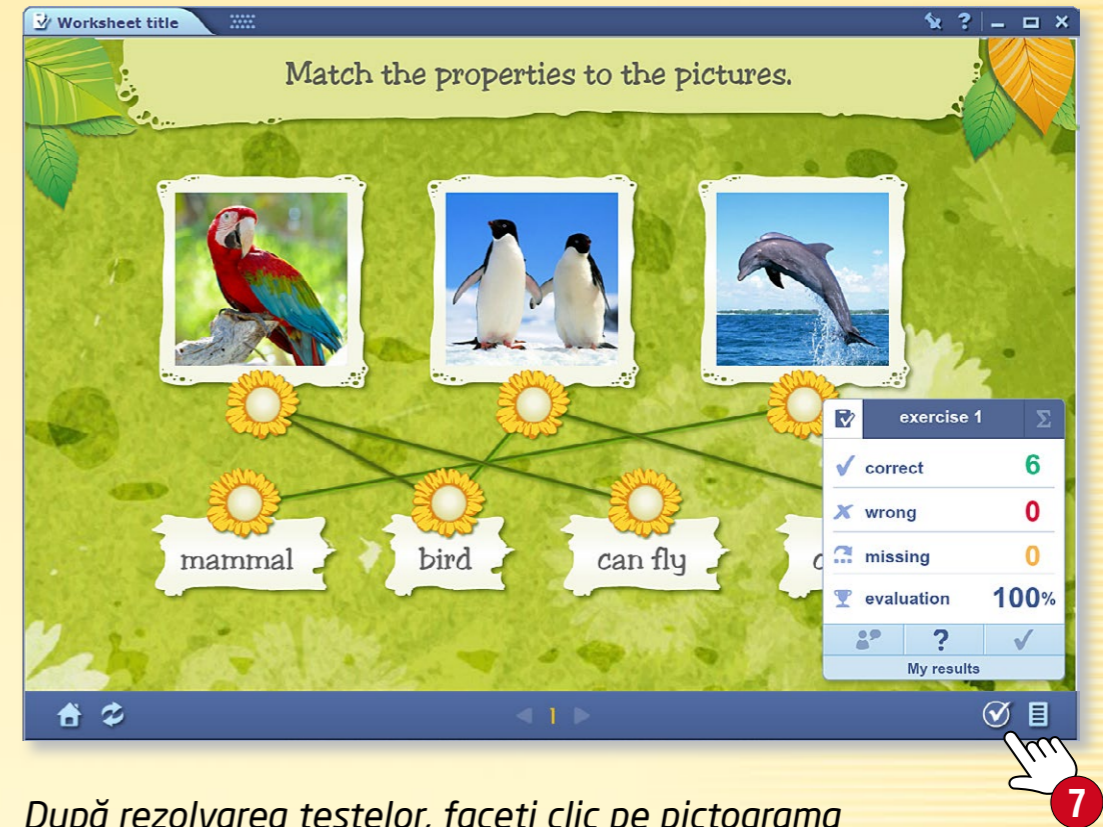 Worksheet title
Match the properties to the pictures.
exercise 1
correct 6
wrong 0
missing 0
evaluation 100%
My results
mammal bird can fly
1
7
După rezolvarea testelor, faceți clic pe pictograma